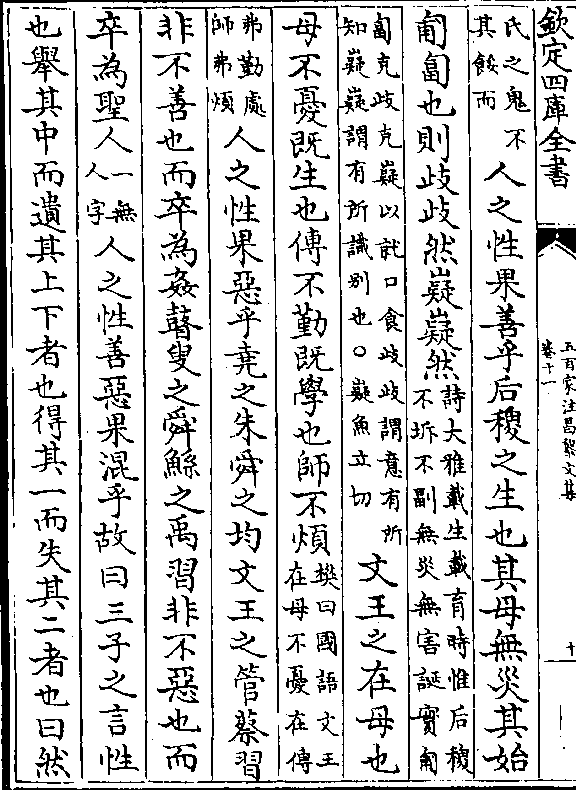 欽定四庫全書
五百家注昌黎文集
卷十一
十
氏之鬼不
其餒而
人之性果善乎后稷之生也其母無災其始
匍匐也則歧歧然嶷嶷然
詩大雅載生載育時惟后稷
不坼不副無災無害誕實匍
匐克歧克嶷以就口食歧歧謂意有所
知嶷嶷謂有所識別也○嶷魚立切
文王之在母也
母不憂既生也傅不勤既學也師不煩
樊曰國語文王
在母不憂在傅
弗勤處
師弗煩
人之性果惡乎堯之朱舜之均文王之管蔡習
非不善也而卒為姦瞽叟之舜鯀之禹習非不惡也而
卒為聖人
一無
人字
人之性善惡果混乎故曰三子之言性
也舉其中而遺其上下者也得其一而失其二者也曰然